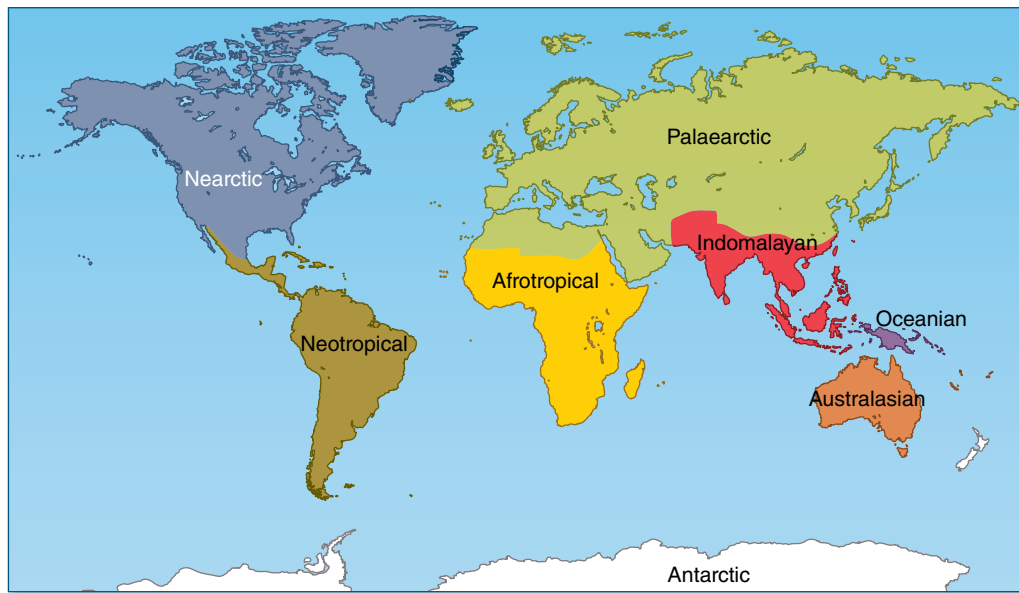 Palaearctic
Nearctic
Indomalayan
Afrotropical
Oceanian
Neotropical
Australasian
Antarctic